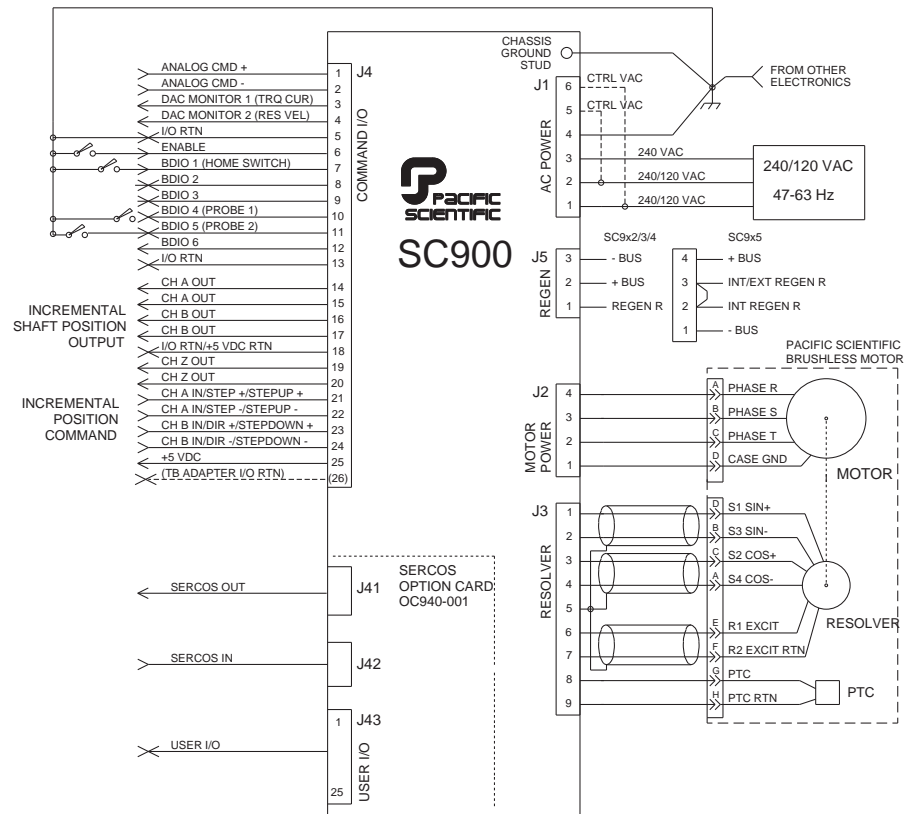 CHASSIS
GROUND
STUD
FROM OTHER
ELECTRONICS
J4
COMMAND I/O
ANALOG CMD + 1
ANALOG CMD - 2
DAC MONITOR 1 (TRQ CUR) 3
DAC MONITOR 2 (RES VEL) 4
I/O RTN 5
ENABLE 6
BDIO 1 (HOME SWITCH) 7
BDIO 2 8
BDIO 3 9
BDIO 4 (PROBE 1) 10
BDIO 5 (PROBE 2) 11
BDIO 6 12
I/O RTN 13
INCREMENTAL
SHAFT POSITION
OUTPUT
CH A OUT 14
CH A OUT 15
CH B OUT 16
CH B OUT 17
I/O RTN/+5 VDC RTN 18
CH Z OUT 19
CH Z OUT 20
INCREMENTAL
POSITION
COMMAND
CH A IN/STEP +/STEPUP + 21
CH A IN/STEP -/STEPUP - 22
CH B IN/DIR +/STEPDOWN + 23
CH B IN/DIR -/STEPDOWN - 24
+5 VDC 25
(TB ADAPTER I/O RTN) (26)
PACIFIC
SCIENTIFIC
SC900
J1
AC POWER
6 CTRL VAC
5 CTRL VAC
4
3 240 VAC
2 240/120 VAC
1 240/120 VAC
240/120 VAC
47-63 Hz
J5
REGEN
SC9x2/3/4
3 - BUS
2 + BUS
1 REGEN R
SC9x5
4 + BUS
3 INT/EXT REGEN R
2 INT REGEN R
1 - BUS
PACIFIC SCIENTIFIC
BRUSHLESS MOTOR
J2
MOTOR
POWER
4 A PHASE R
3 B PHASE S
2 C PHASE T
1 D CASE GND
MOTOR
J3
RESOLVER
1 D S1 SIN+
2 B S3 SIN-
3 C S2 COS+
4 A S4 COS-
5
6 E R1 EXCIT
7 F R2 EXCIT RTN
8 G PTC
9 H PTC RTN
RESOLVER
PTC
SERCOS
OPTION CARD
OC940-001
SERCOS OUT J41
SERCOS IN J42
USER I/O 1 J43
25
USER I/O